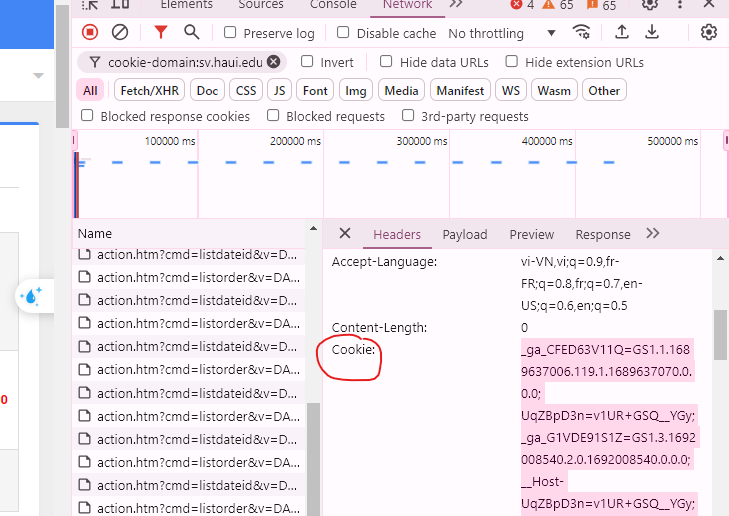 Elements Sources Console Network 4 65 65
Preserve log Disable cache No throttling
cookie-domain:sv.haui.edu Invert Hide data URLs Hide extension URLs
All Fetch/XHR Doc CSS JS Font Img Media Manifest WS Wasm Other
Blocked response cookies Blocked requests 3rd-party requests
100000 ms 200000 ms 300000 ms 400000 ms 500000 ms
Name
action.htm?cmd=listdateid&v=D...
action.htm?cmd=listorder&v=DA...
action.htm?cmd=listdateid&v=D...
action.htm?cmd=listorder&v=DA...
action.htm?cmd=listdateid&v=D...
action.htm?cmd=listorder&v=DA...
action.htm?cmd=listdateid&v=D...
action.htm?cmd=listorder&v=DA...
action.htm?cmd=listdateid&v=D...
action.htm?cmd=listorder&v=DA...
action.htm?cmd=listdateid&v=D...
action.htm?cmd=listorder&v=DA...
Headers Payload Preview Response
Accept-Language: vi-VN,vi;q=0.9,fr-
FR;q=0.8,fr;q=0.7,en-
US;q=0.6,en;q=0.5
Content-Length: 0
Cookie: _ga_CFED63V11Q=GS1.1.168
9637006.119.1.1689637070.0.
0.0;
UqZBpD3n=v1UR+GSQ__YGy;
_ga_G1VDE91S1Z=GS1.3.1692
008540.2.0.1692008540.0.0.0;
__Host-
UqZBpD3n=v1UR+GSQ__YGy;
0